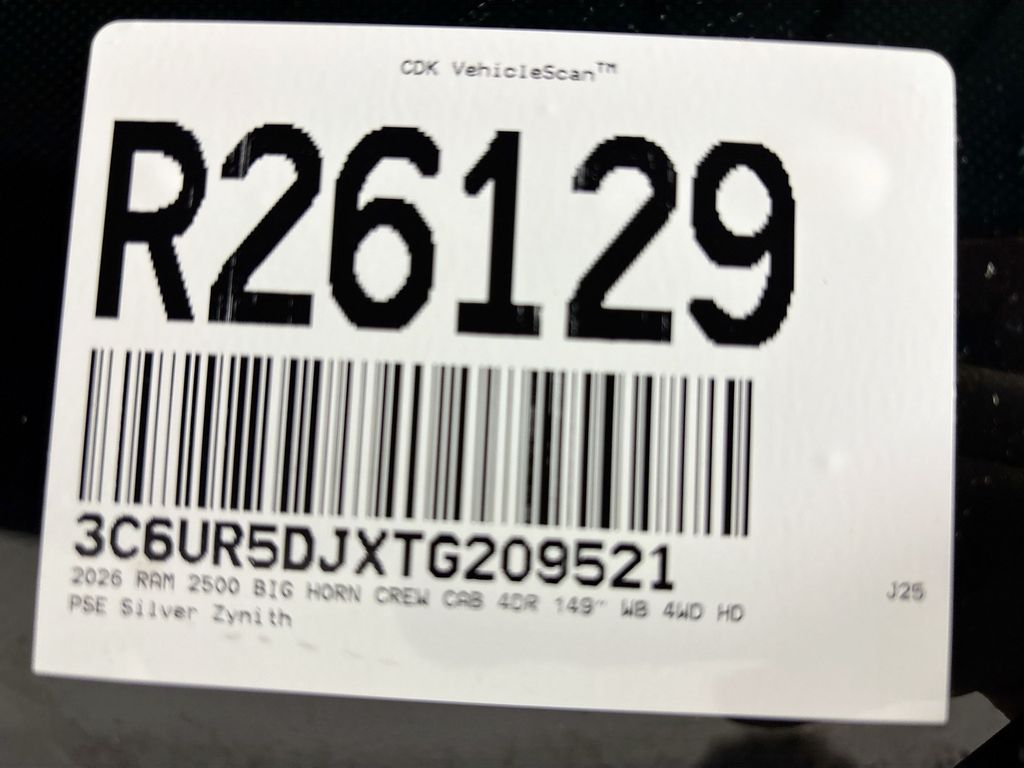 CDK VehicleScan™
R26129
3C6UR5DJXTG209521
2026 RAM 2500 BIG HORN CREW CAB 4DR 149" WB 4WD HD
PSE Silver Zynith
J25